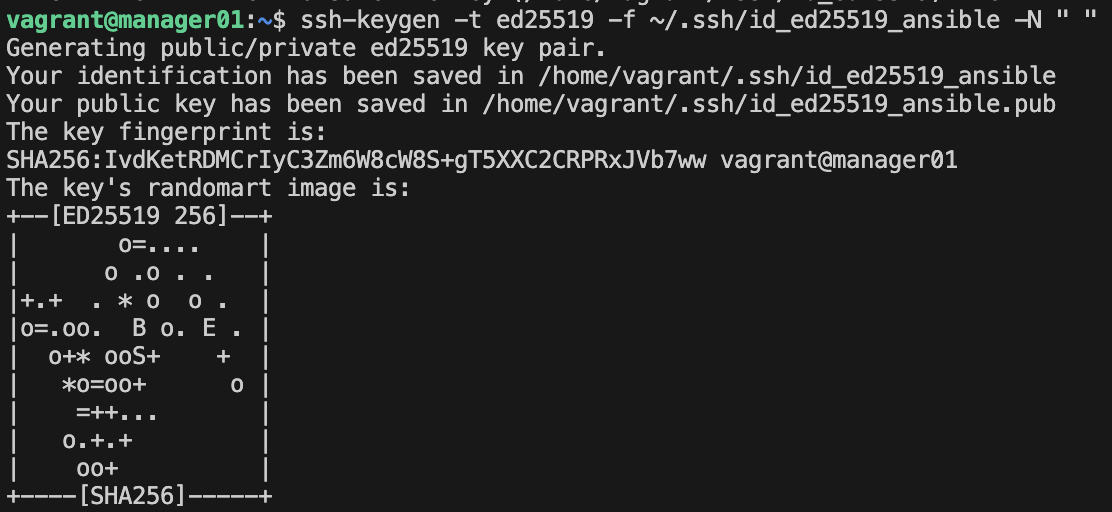 vagrant@manager01:~$ ssh-keygen -t ed25519 -f ~/.ssh/id_ed25519_ansible -N " "
Generating public/private ed25519 key pair.
Your identification has been saved in /home/vagrant/.ssh/id_ed25519_ansible
Your public key has been saved in /home/vagrant/.ssh/id_ed25519_ansible.pub
The key fingerprint is:
SHA256:IvdKetRDMCrIyC3Zm6W8cW8S+gT5XXC2CRPRxJVb7ww vagrant@manager01
The key's randomart image is:
+--[ED25519 256]--+
|       o=....    |
|      o .o . .   |
|+.+  . * o  o .  |
|o=.oo.  B o. E . |
|  o+* ooS+    +  |
|   *o=oo+      o |
|    =++...       |
|   o.+.+         |
|    oo+          |
+----[SHA256]-----+